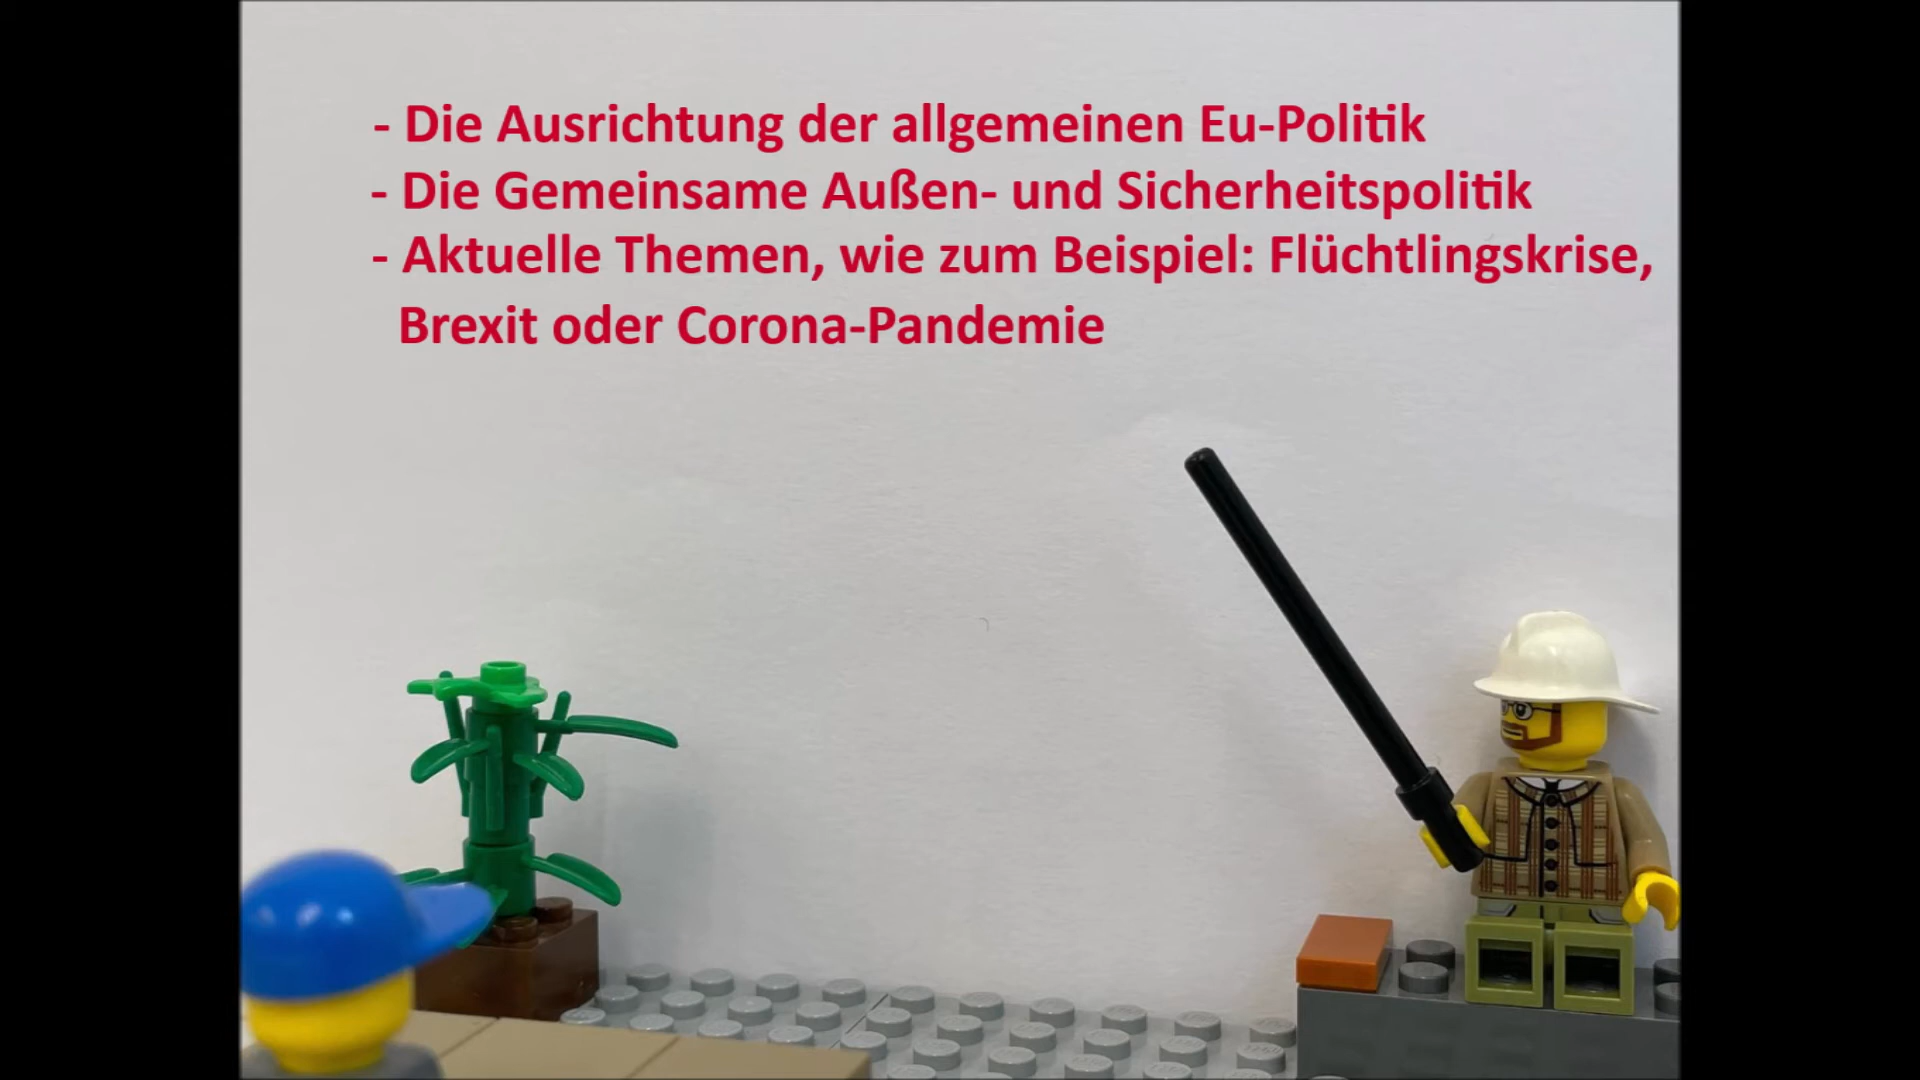 - Die Ausrichtung der allgemeinen Eu-Politik
- Die Gemeinsame Außen- und Sicherheitspolitik
- Aktuelle Themen, wie zum Beispiel: Flüchtlingskrise,
Brexit oder Corona-Pandemie